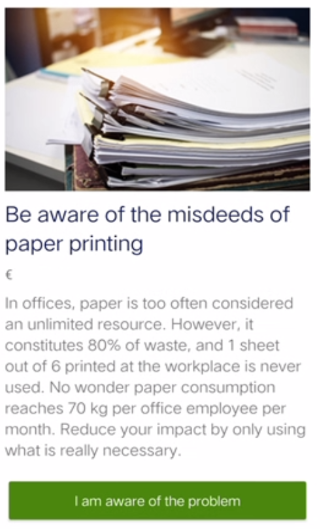 Be aware of the misdeeds of
paper printing
€
In offices, paper is too often considered
an unlimited resource. However, it
constitutes 80% of waste, and 1 sheet
out of 6 printed at the workplace is never
used. No wonder paper consumption
reaches 70 kg per office employee per
month. Reduce your impact by only using
what is really necessary.
I am aware of the problem